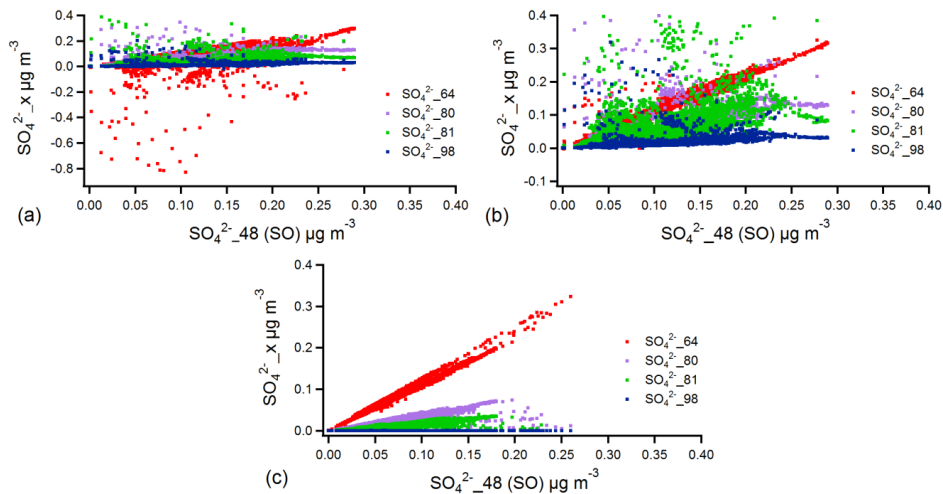 0.4
0.2
0.0
-0.2
-0.4
-0.6
-0.8
SO₄²⁻_x µg m⁻³
SO₄²⁻_64
SO₄²⁻_80
SO₄²⁻_81
SO₄²⁻_98
0.00 0.05 0.10 0.15 0.20 0.25 0.30 0.35 0.40
(a)
SO₄²⁻_48 (SO) µg m⁻³
0.4
0.3
0.2
0.1
0.0
-0.1
SO₄²⁻_x µg m⁻³
SO₄²⁻_64
SO₄²⁻_80
SO₄²⁻_81
SO₄²⁻_98
0.00 0.05 0.10 0.15 0.20 0.25 0.30 0.35 0.40
(b)
SO₄²⁻_48 (SO) µg m⁻³
0.4
0.3
0.2
0.1
0.0
SO₄²⁻_x µg m⁻³
SO₄²⁻_64
SO₄²⁻_80
SO₄²⁻_81
SO₄²⁻_98
0.00 0.05 0.10 0.15 0.20 0.25 0.30 0.35 0.40
(c)
SO₄²⁻_48 (SO) µg m⁻³